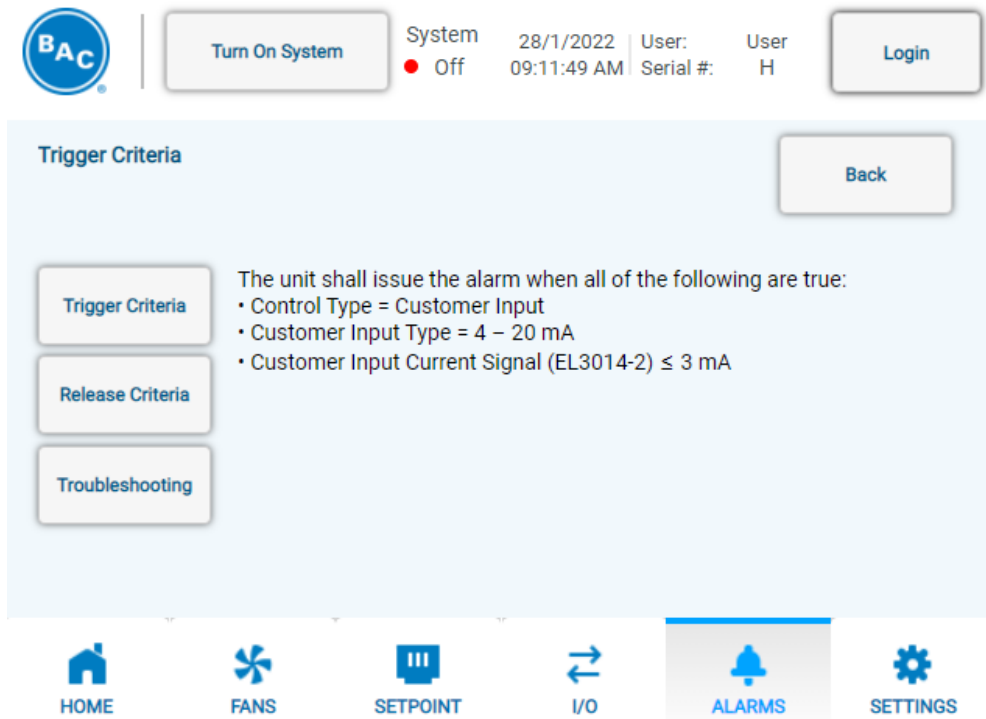 BAC
®
Turn On System
System
Off
28/1/2022
09:11:49 AM
User: User
Serial #: H
Login
Trigger Criteria
Back
Trigger Criteria
Release Criteria
Troubleshooting
The unit shall issue the alarm when all of the following are true:
• Control Type = Customer Input
• Customer Input Type = 4 – 20 mA
• Customer Input Current Signal (EL3014-2) ≤ 3 mA
HOME
FANS
SETPOINT
I/O
ALARMS
SETTINGS